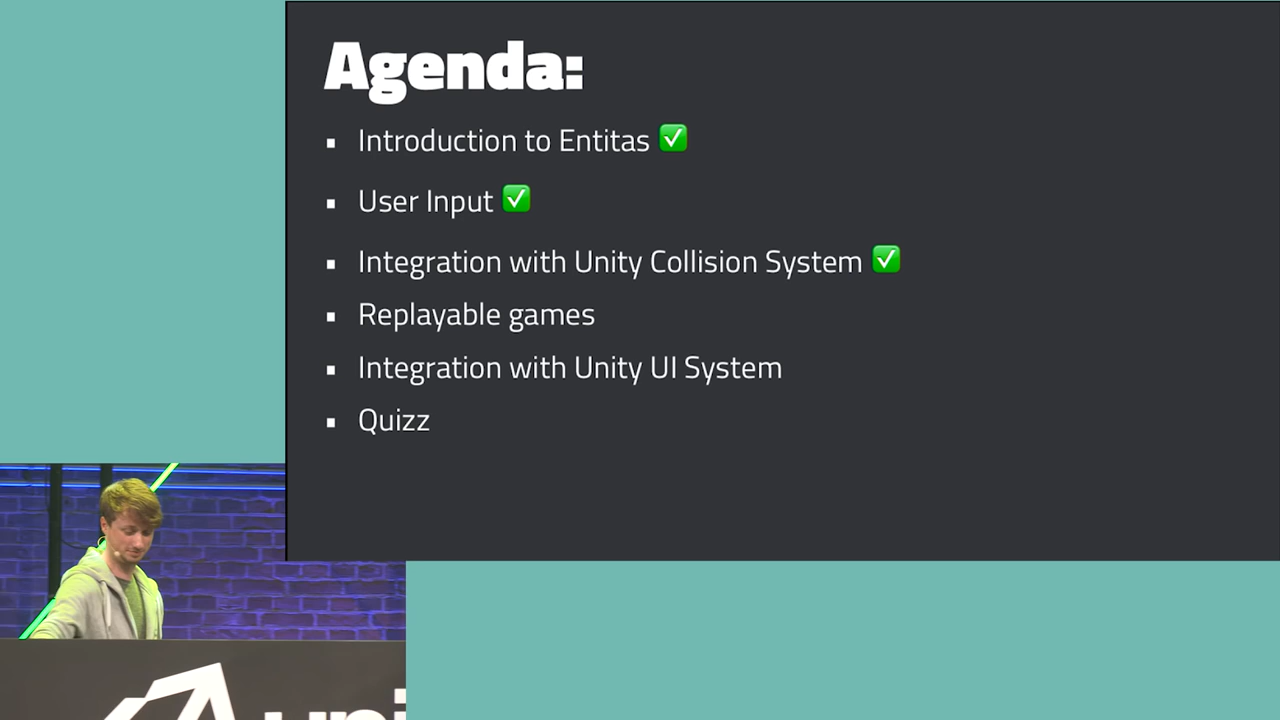 Agenda:
▪ Introduction to Entitas ✅
▪ User Input ✅
▪ Integration with Unity Collision System ✅
▪ Replayable games
▪ Integration with Unity UI System
▪ Quizz
uni